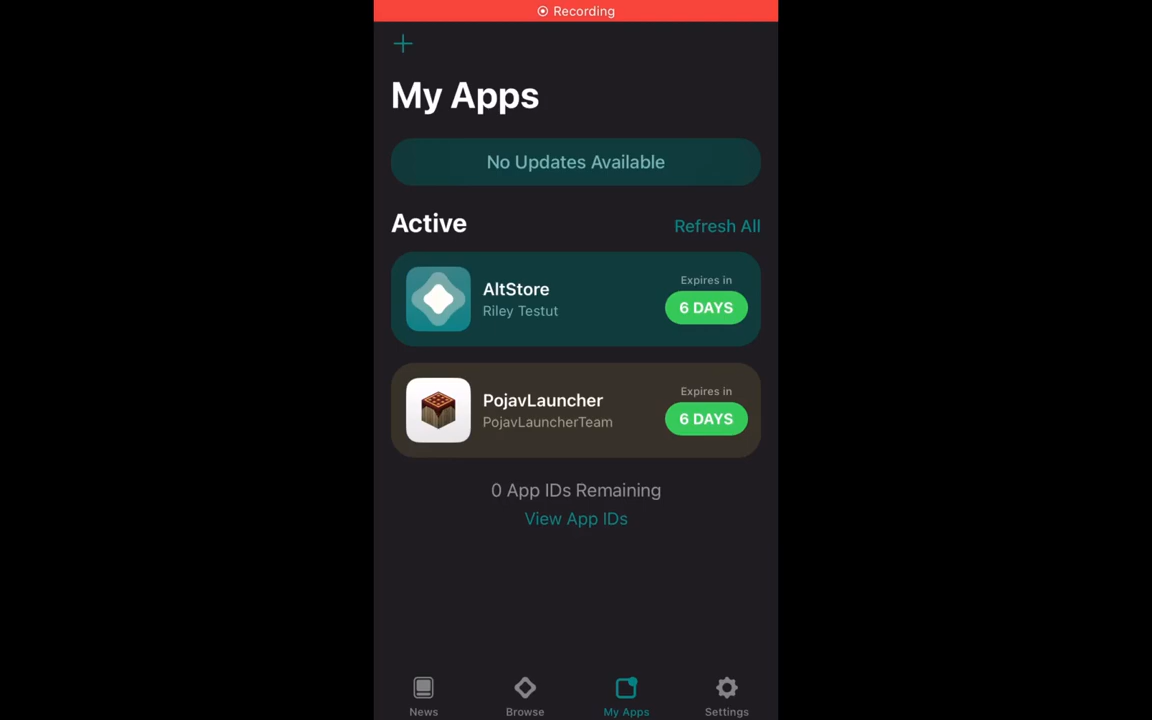 Recording
My Apps
No Updates Available
Active
Refresh All
AltStore
Riley Testut
Expires in
6 DAYS
PojavLauncher
PojavLauncherTeam
Expires in
6 DAYS
0 App IDs Remaining
View App IDs
News
Browse
My Apps
Settings